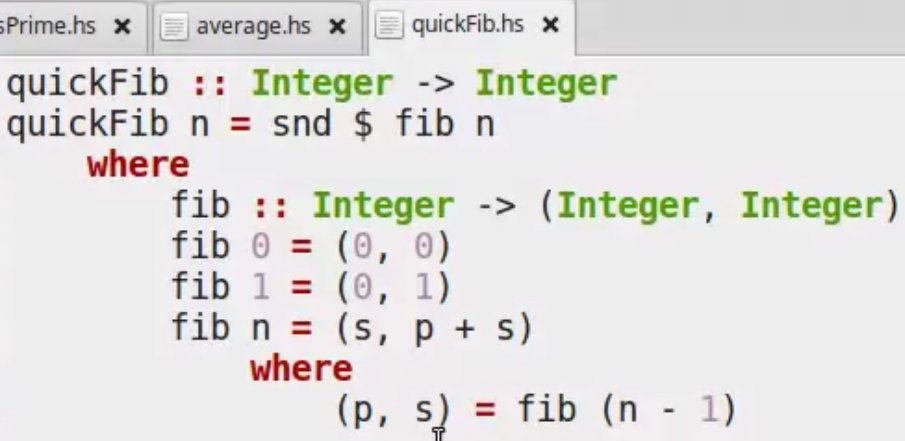 sPrime.hs × average.hs × quickFib.hs ×
quickFib :: Integer -> Integer
quickFib n = snd $ fib n
where
fib :: Integer -> (Integer, Integer)
fib 0 = (0, 0)
fib 1 = (0, 1)
fib n = (s, p + s)
where
(p, s) = fib (n - 1)